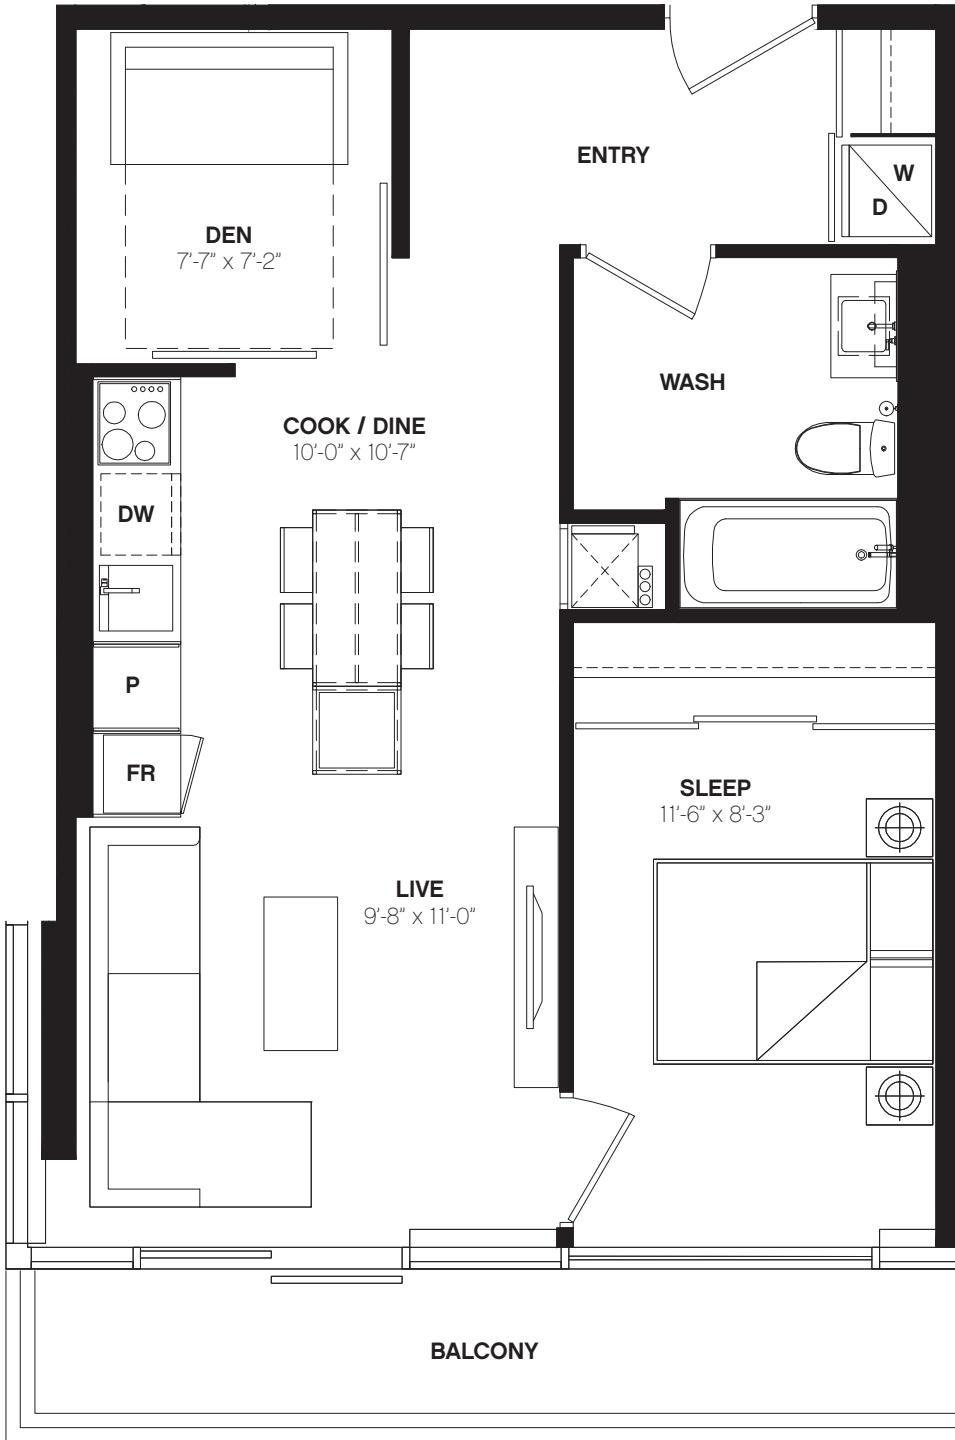 ENTRY
W
D
DEN
7'-7" x 7'-2"
WASH
COOK / DINE
10'-0" x 10'-7"
DW
P
FR
SLEEP
11'-6" x 8'-3"
LIVE
9'-8" x 11'-0"
BALCONY